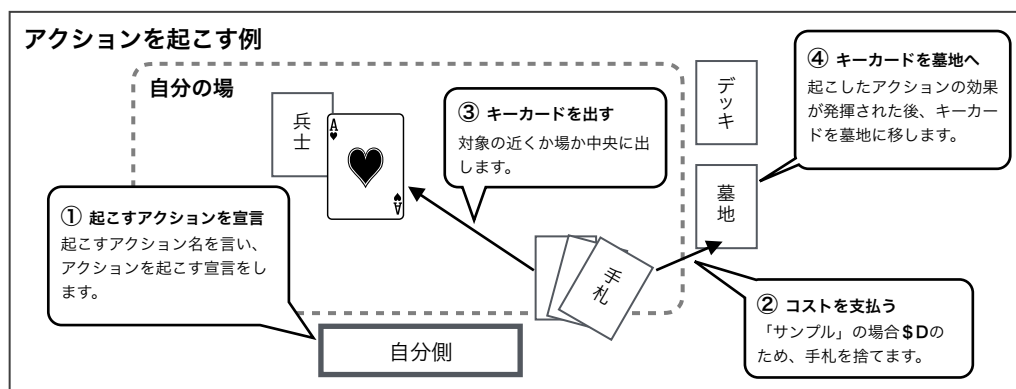 アクションを起こす例
自分の場
兵
士
A
A
デ
ッ
キ
墓
地
手
札
自分側
① 起こすアクションを宣言
起こすアクション名を言い、
アクションを起こす宣言をし
ます。
② コストを支払う
「サンプル」の場合$Dの
ため、手札を捨てます。
③ キーカードを出す
対象の近くか場か中央に出
します。
④ キーカードを墓地へ
起こしたアクションの効果
が発揮された後、キーカー
ドを墓地に移します。